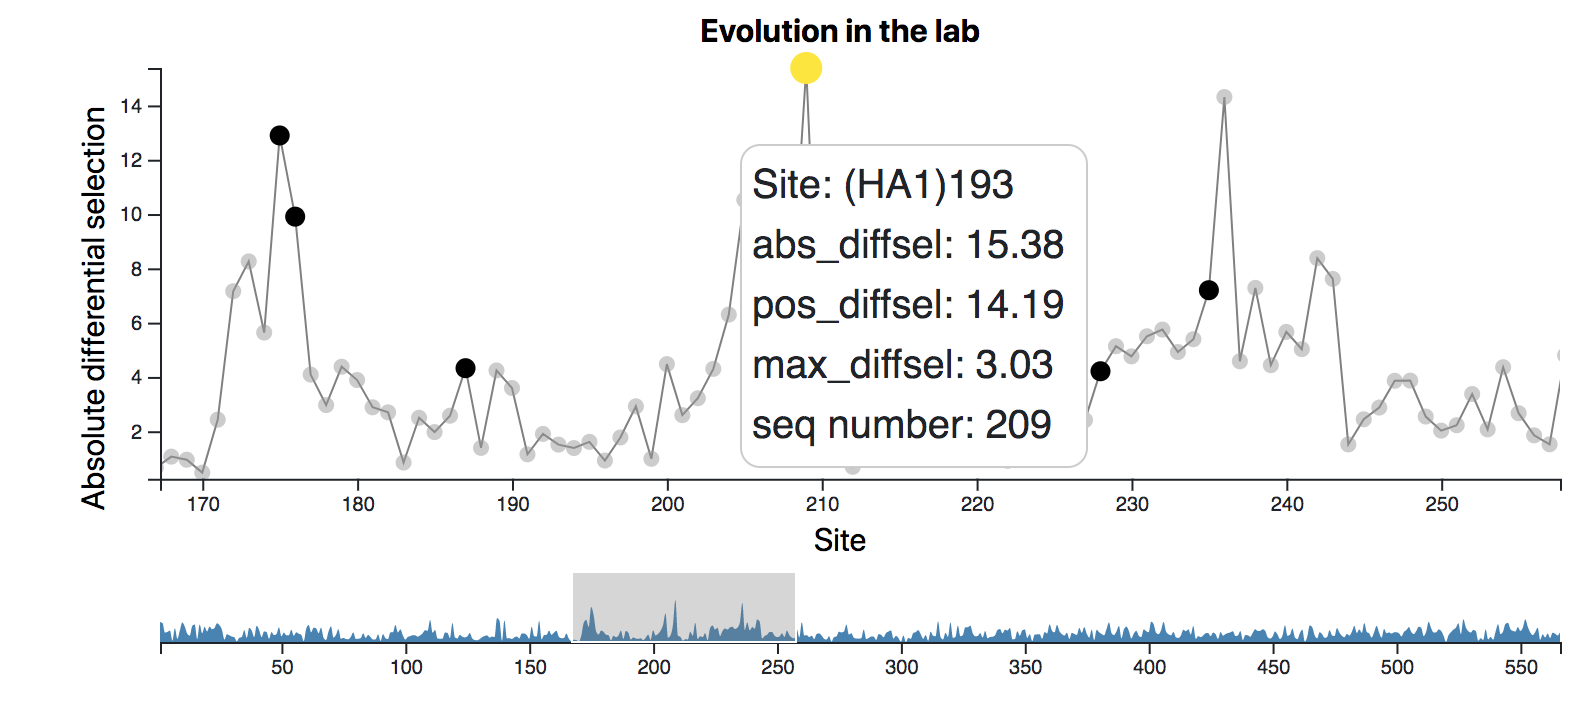 Evolution in the lab
Absolute differential selection
14
12
10
8
6
4
2
Site: (HA1)193
abs_diffsel: 15.38
pos_diffsel: 14.19
max_diffsel: 3.03
seq number: 209
170 180 190 200 210 220 230 240 250
Site
50 100 150 200 250 300 350 400 450 500 550